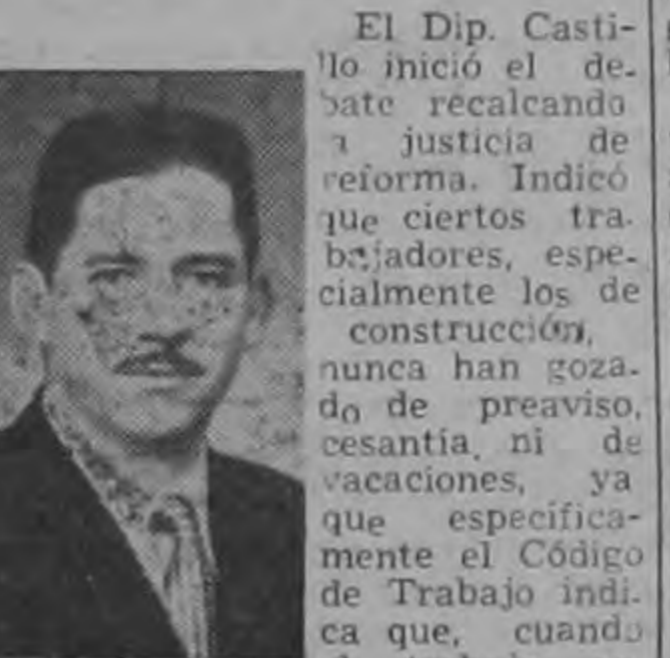 El Dip. Casti-
llo inició el de-
bate recalcando
a justicia de
reforma. Indicó
que ciertos tra-
bajadores, espe-
cialmente los de
construcción,
nunca han goza-
do de preaviso,
cesantía, ni de
vacaciones, ya
que especifica-
mente el Código
de Trabajo indi-
ca que, cuando